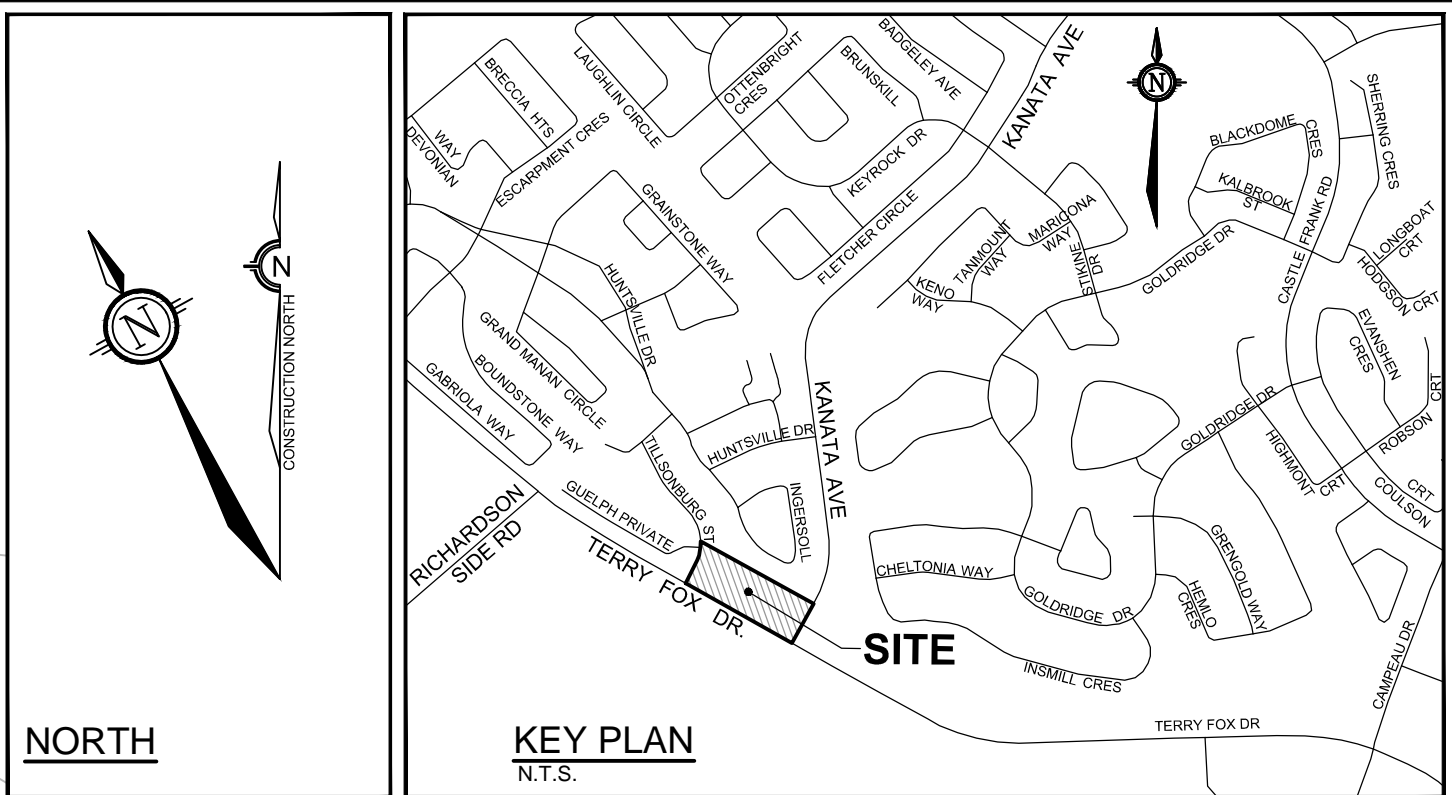 N
N
CONSTRUCTION NORTH
NORTH
BRECCIA HTS
DEVONIAN
WAY
ESCARPMENT CRES
LAUGHLIN CIRCLE
OTTENBRIGHT
CRES
BRUNSKILL
BADGELEY AVE
KANATA AVE
N
KEYROCK DR
FLETCHER CIRCLE
GRAINSTONE WAY
HUNTSVILLE DR
GRAND MANAN CIRCLE
BOUNDSTONE WAY
GABRIOLA WAY
KENO
WAY
TANMOUNT
WAY
MARICONA
WAY
STIKINE
DR
GOLDRIDGE DR
BLACKDOME
CRES
KALBROOK
ST
CASTLE FRANK RD
SHERRING CRES
LONGBOAT
CRT
HODGSON CRT
EVANSHEN
CRES
ROBSON
CRT
GOLDRIDGE DR
HIGHMONT
CRT
COULSON
CRT
KANATA AVE
HUNTSVILLE DR
TILLSONBURG ST
INGERSOLL
GUELPH PRIVATE
RICHARDSON
SIDE RD
TERRY FOX DR.
SITE
CHELTONIA WAY
GOLDRIDGE DR
INSMILL CRES
HEMLO
CRES
GRENGOLD WAY
CAMPEAU DR
TERRY FOX DR
KEY PLAN
N.T.S.